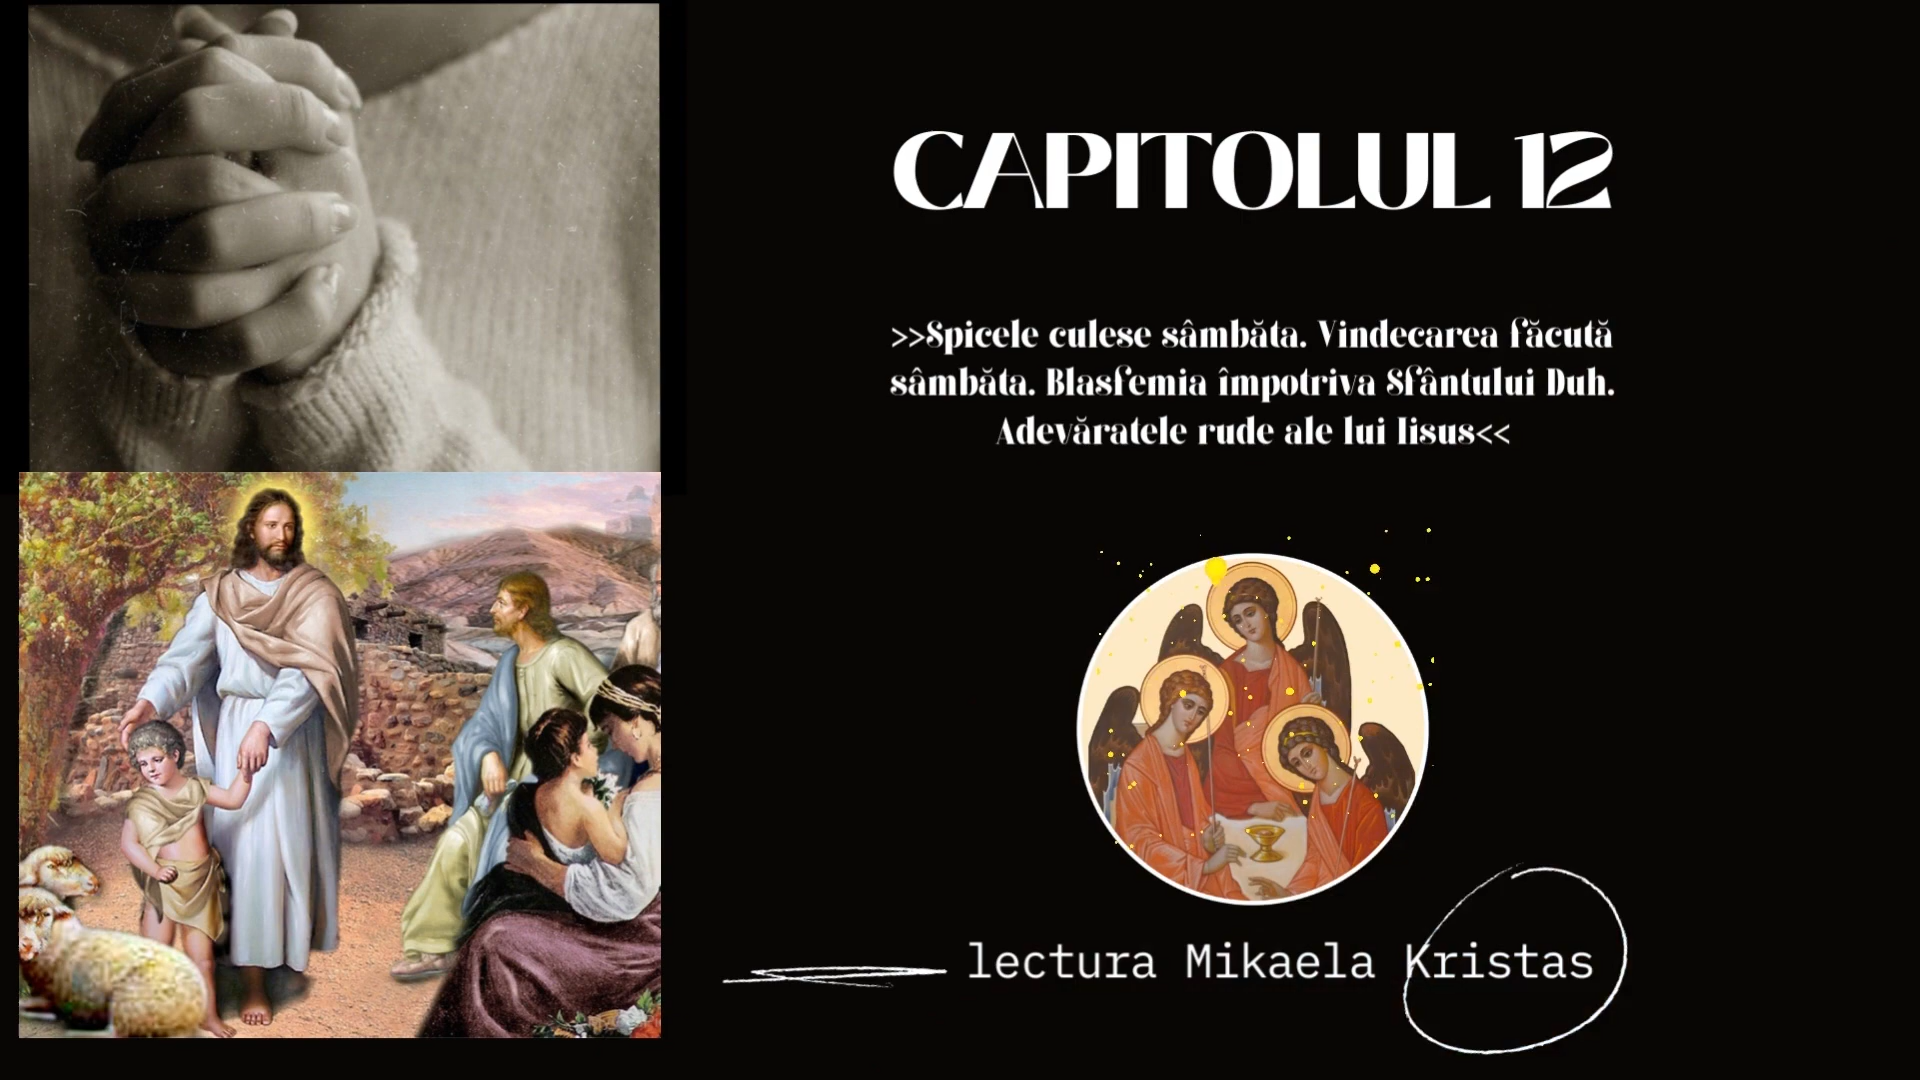 CAPITOLUL 12
>>Spicele culese sâmbăta. Vindecarea făcută
sâmbăta. Blasfemia împotriva Sfântului Duh.
Adevăratele rude ale lui Iisus<<
lectura Mikaela Kristas